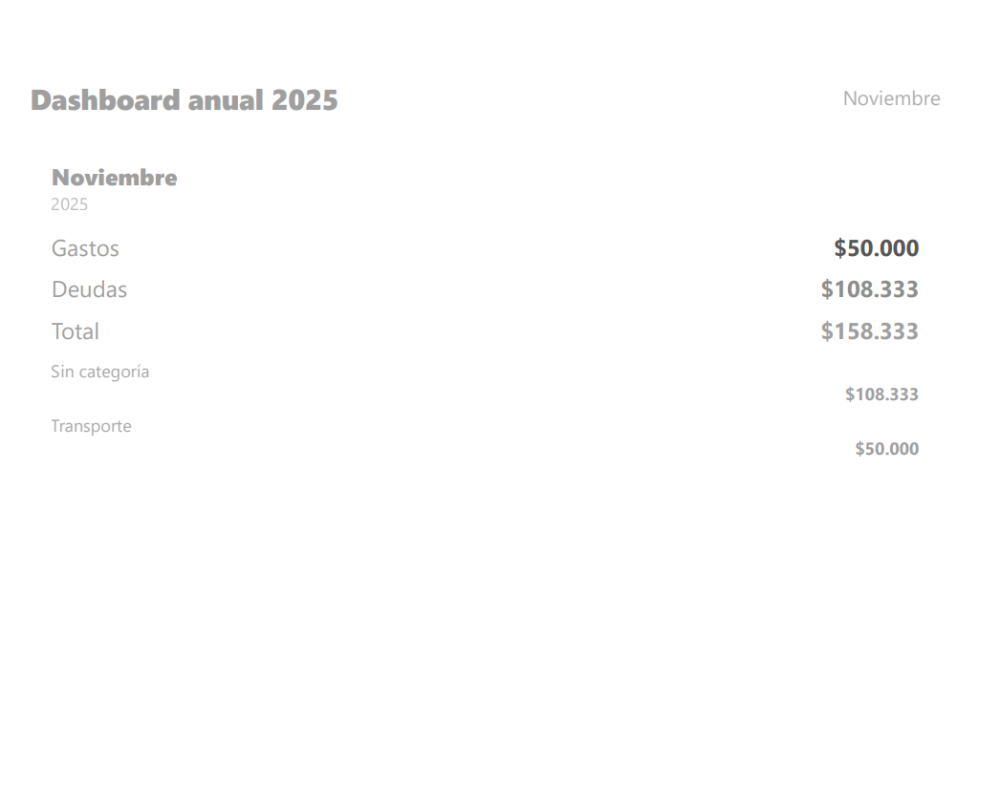 Dashboard anual 2025
Noviembre
Noviembre
2025
Gastos $50.000
Deudas $108.333
Total $158.333
Sin categoría
$108.333
Transporte
$50.000